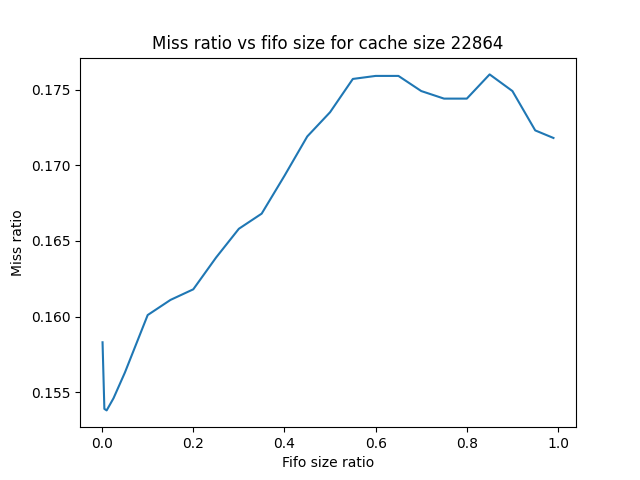 Miss ratio vs fifo size for cache size 22864
0.175
0.170
0.165
0.160
0.155
Miss ratio
0.0 0.2 0.4 0.6 0.8 1.0
Fifo size ratio